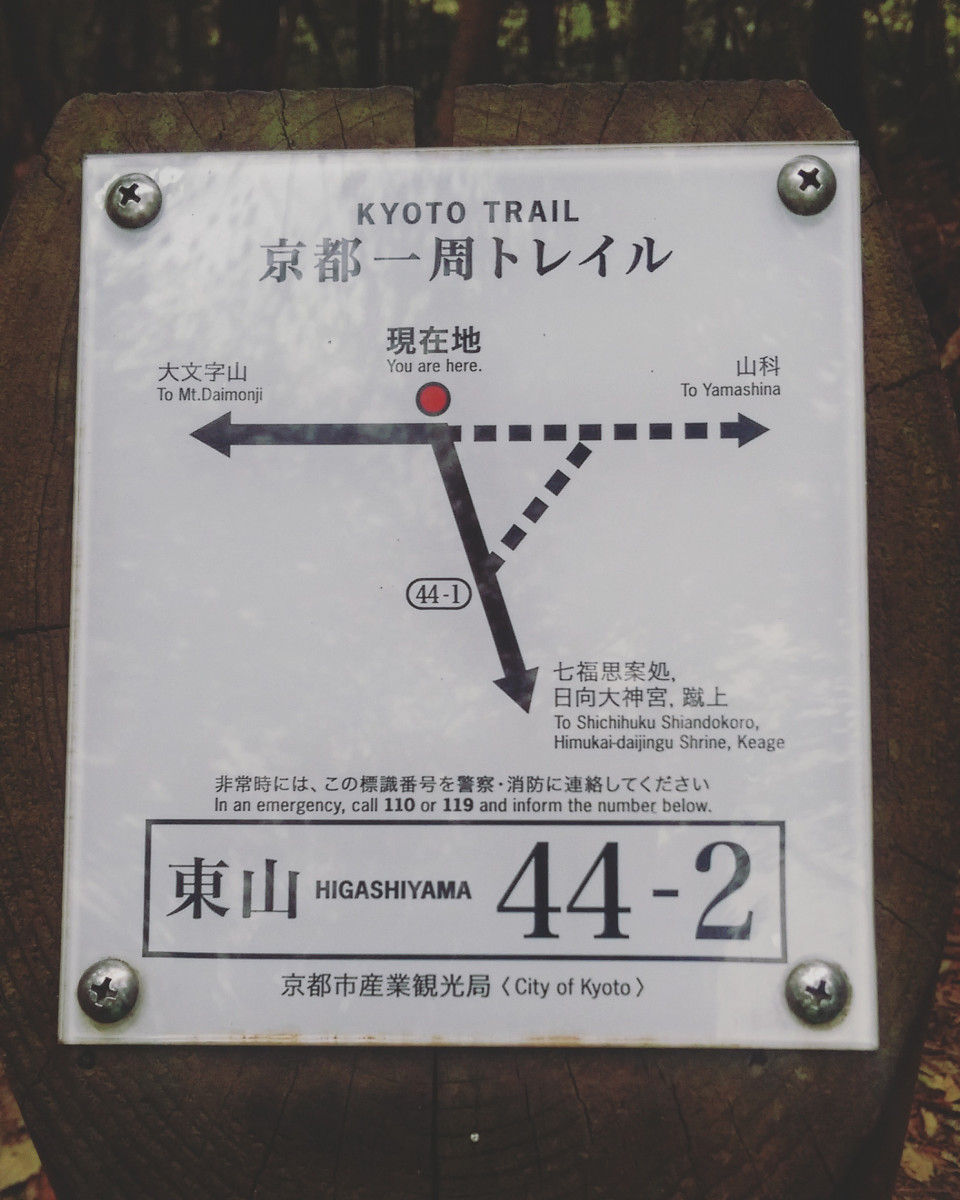 KYOTO TRAIL
京都一周トレイル
現在地
You are here.
大文字山
To Mt.Daimonji
山科
To Yamashina
44-1
七福思案処,
日向大神宮, 蹴上
To Shichihuku Shiandokoro,
Himukai-daijingu Shrine, Keage
非常時には、この標識番号を警察・消防に連絡してください
In an emergency, call 110 or 119 and inform the number below.
東山 HIGASHIYAMA 44-2
京都市産業観光局〈City of Kyoto〉